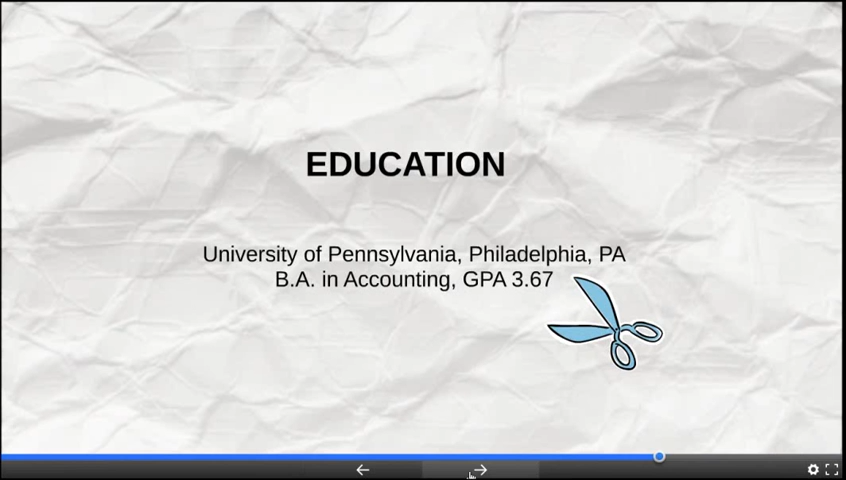 EDUCATION
University of Pennsylvania, Philadelphia, PA
B.A. in Accounting, GPA 3.67